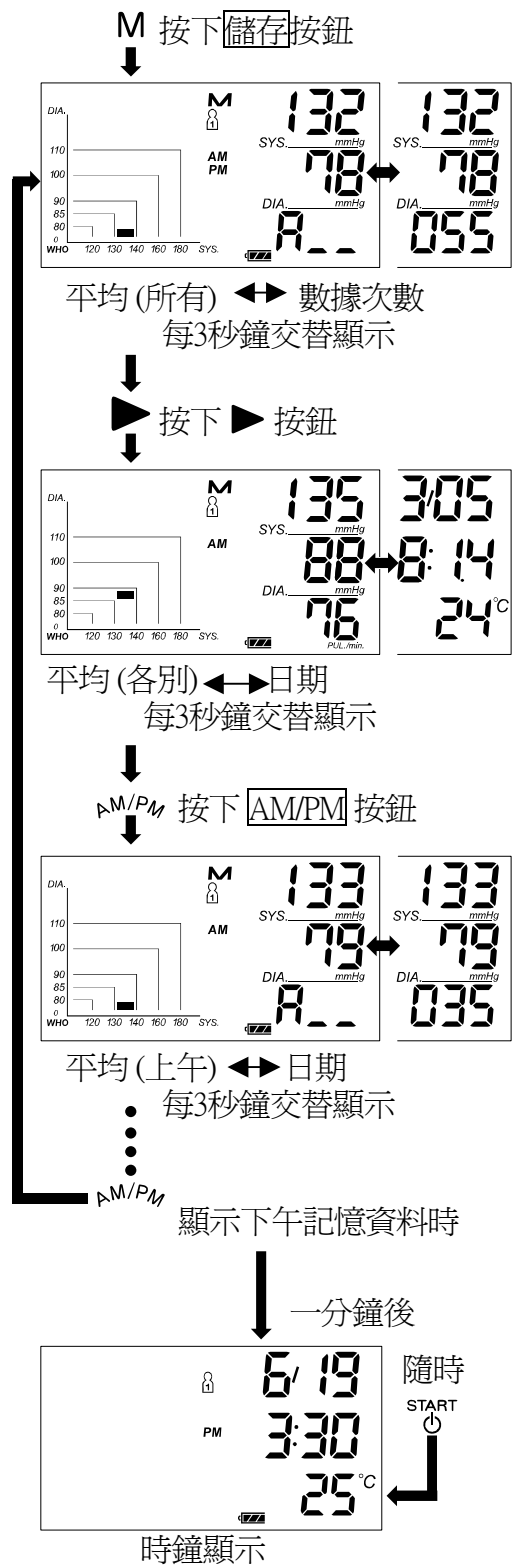 M 按下儲存按鈕
DIA.
110
100
90
85
80
0
WHO 120 130 140 160 180 SYS.
M
1
AM
PM
132
SYS. mmHg
78
DIA. mmHg
A--
132
SYS. mmHg
78
DIA. mmHg
055
平均 (所有) 數據次數
每3秒鐘交替顯示
按下 ▶ 按鈕
DIA.
110
100
90
85
80
0
WHO 120 130 140 160 180 SYS.
M
1
AM
135
SYS. mmHg
88
DIA. mmHg
76
PUL./min.
3/05
8:14
24°C
平均 (各別) 日期
每3秒鐘交替顯示
AM/PM 按下 AM/PM 按鈕
DIA.
110
100
90
85
80
0
WHO 120 130 140 160 180 SYS.
M
1
AM
133
SYS. mmHg
79
DIA. mmHg
A--
133
SYS. mmHg
79
DIA. mmHg
035
平均 (上午) 日期
每3秒鐘交替顯示
AM/PM
顯示下午記憶資料時
一分鐘後
1
PM
6/19
3:30
25°C
隨時
START
時鐘顯示